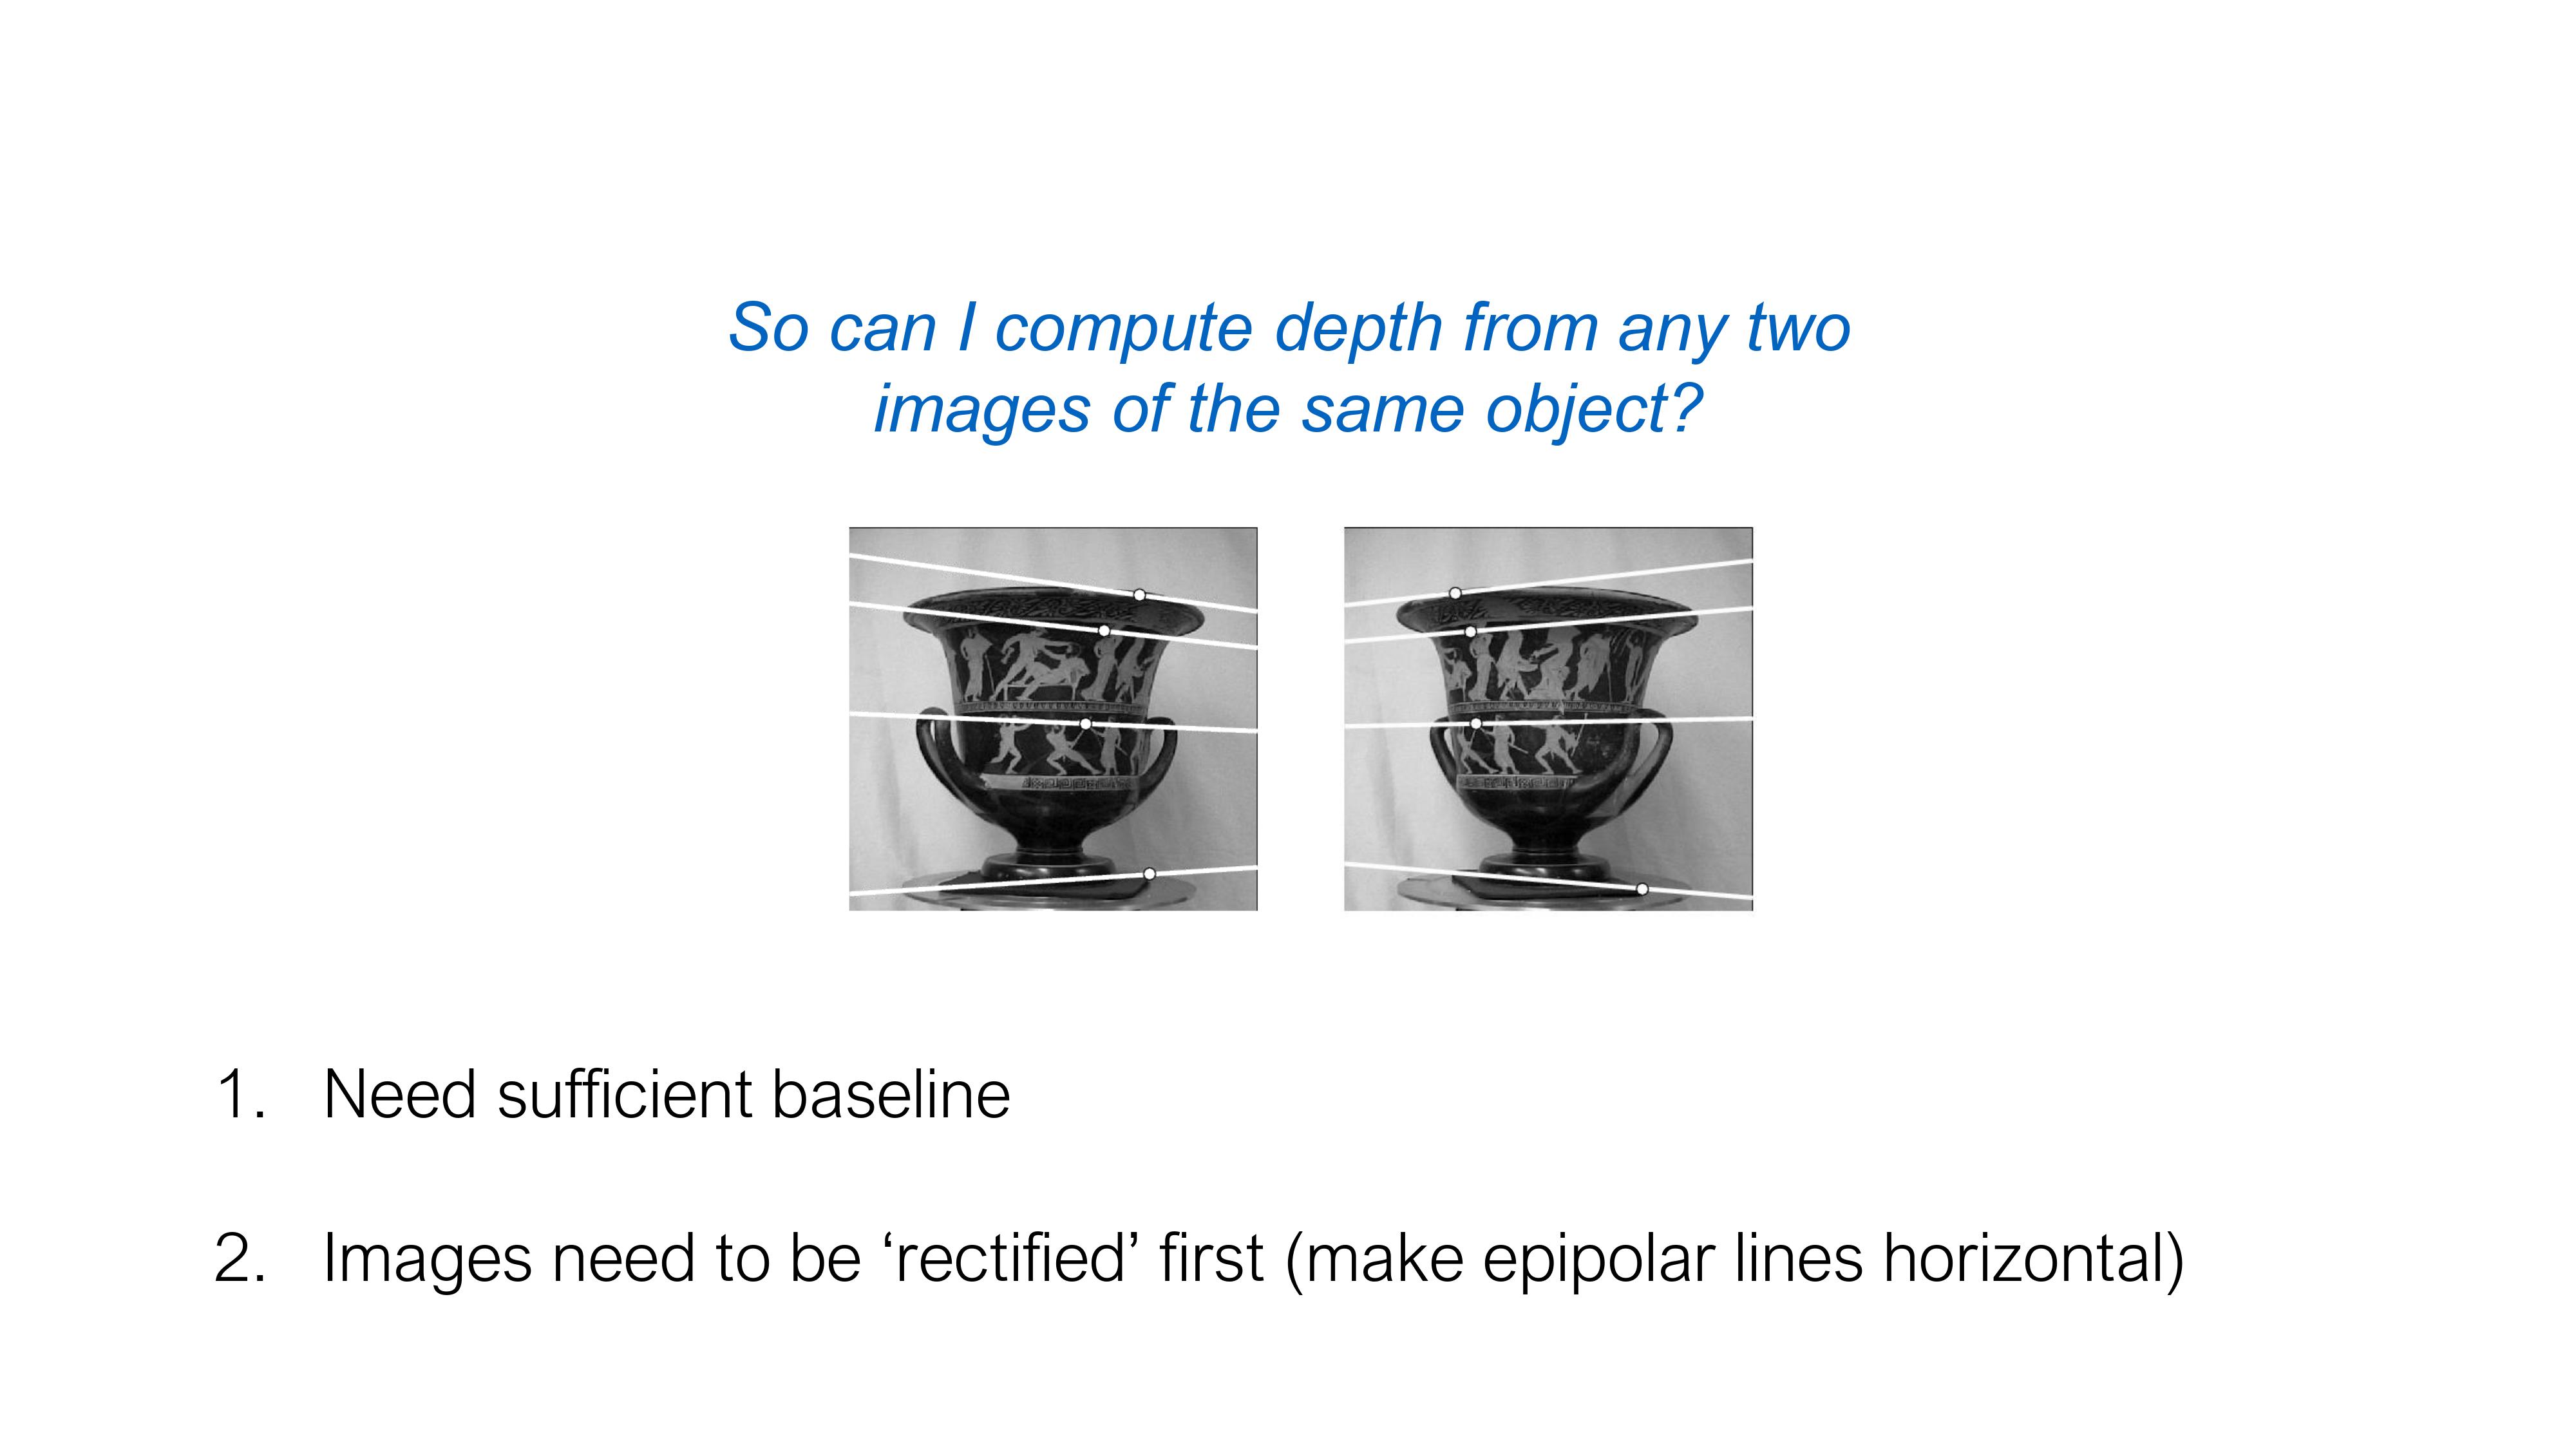 So can I compute depth from any two
images of the same object?
1. Need sufficient baseline
2. Images need to be ‘rectified’ first (make epipolar lines horizontal)